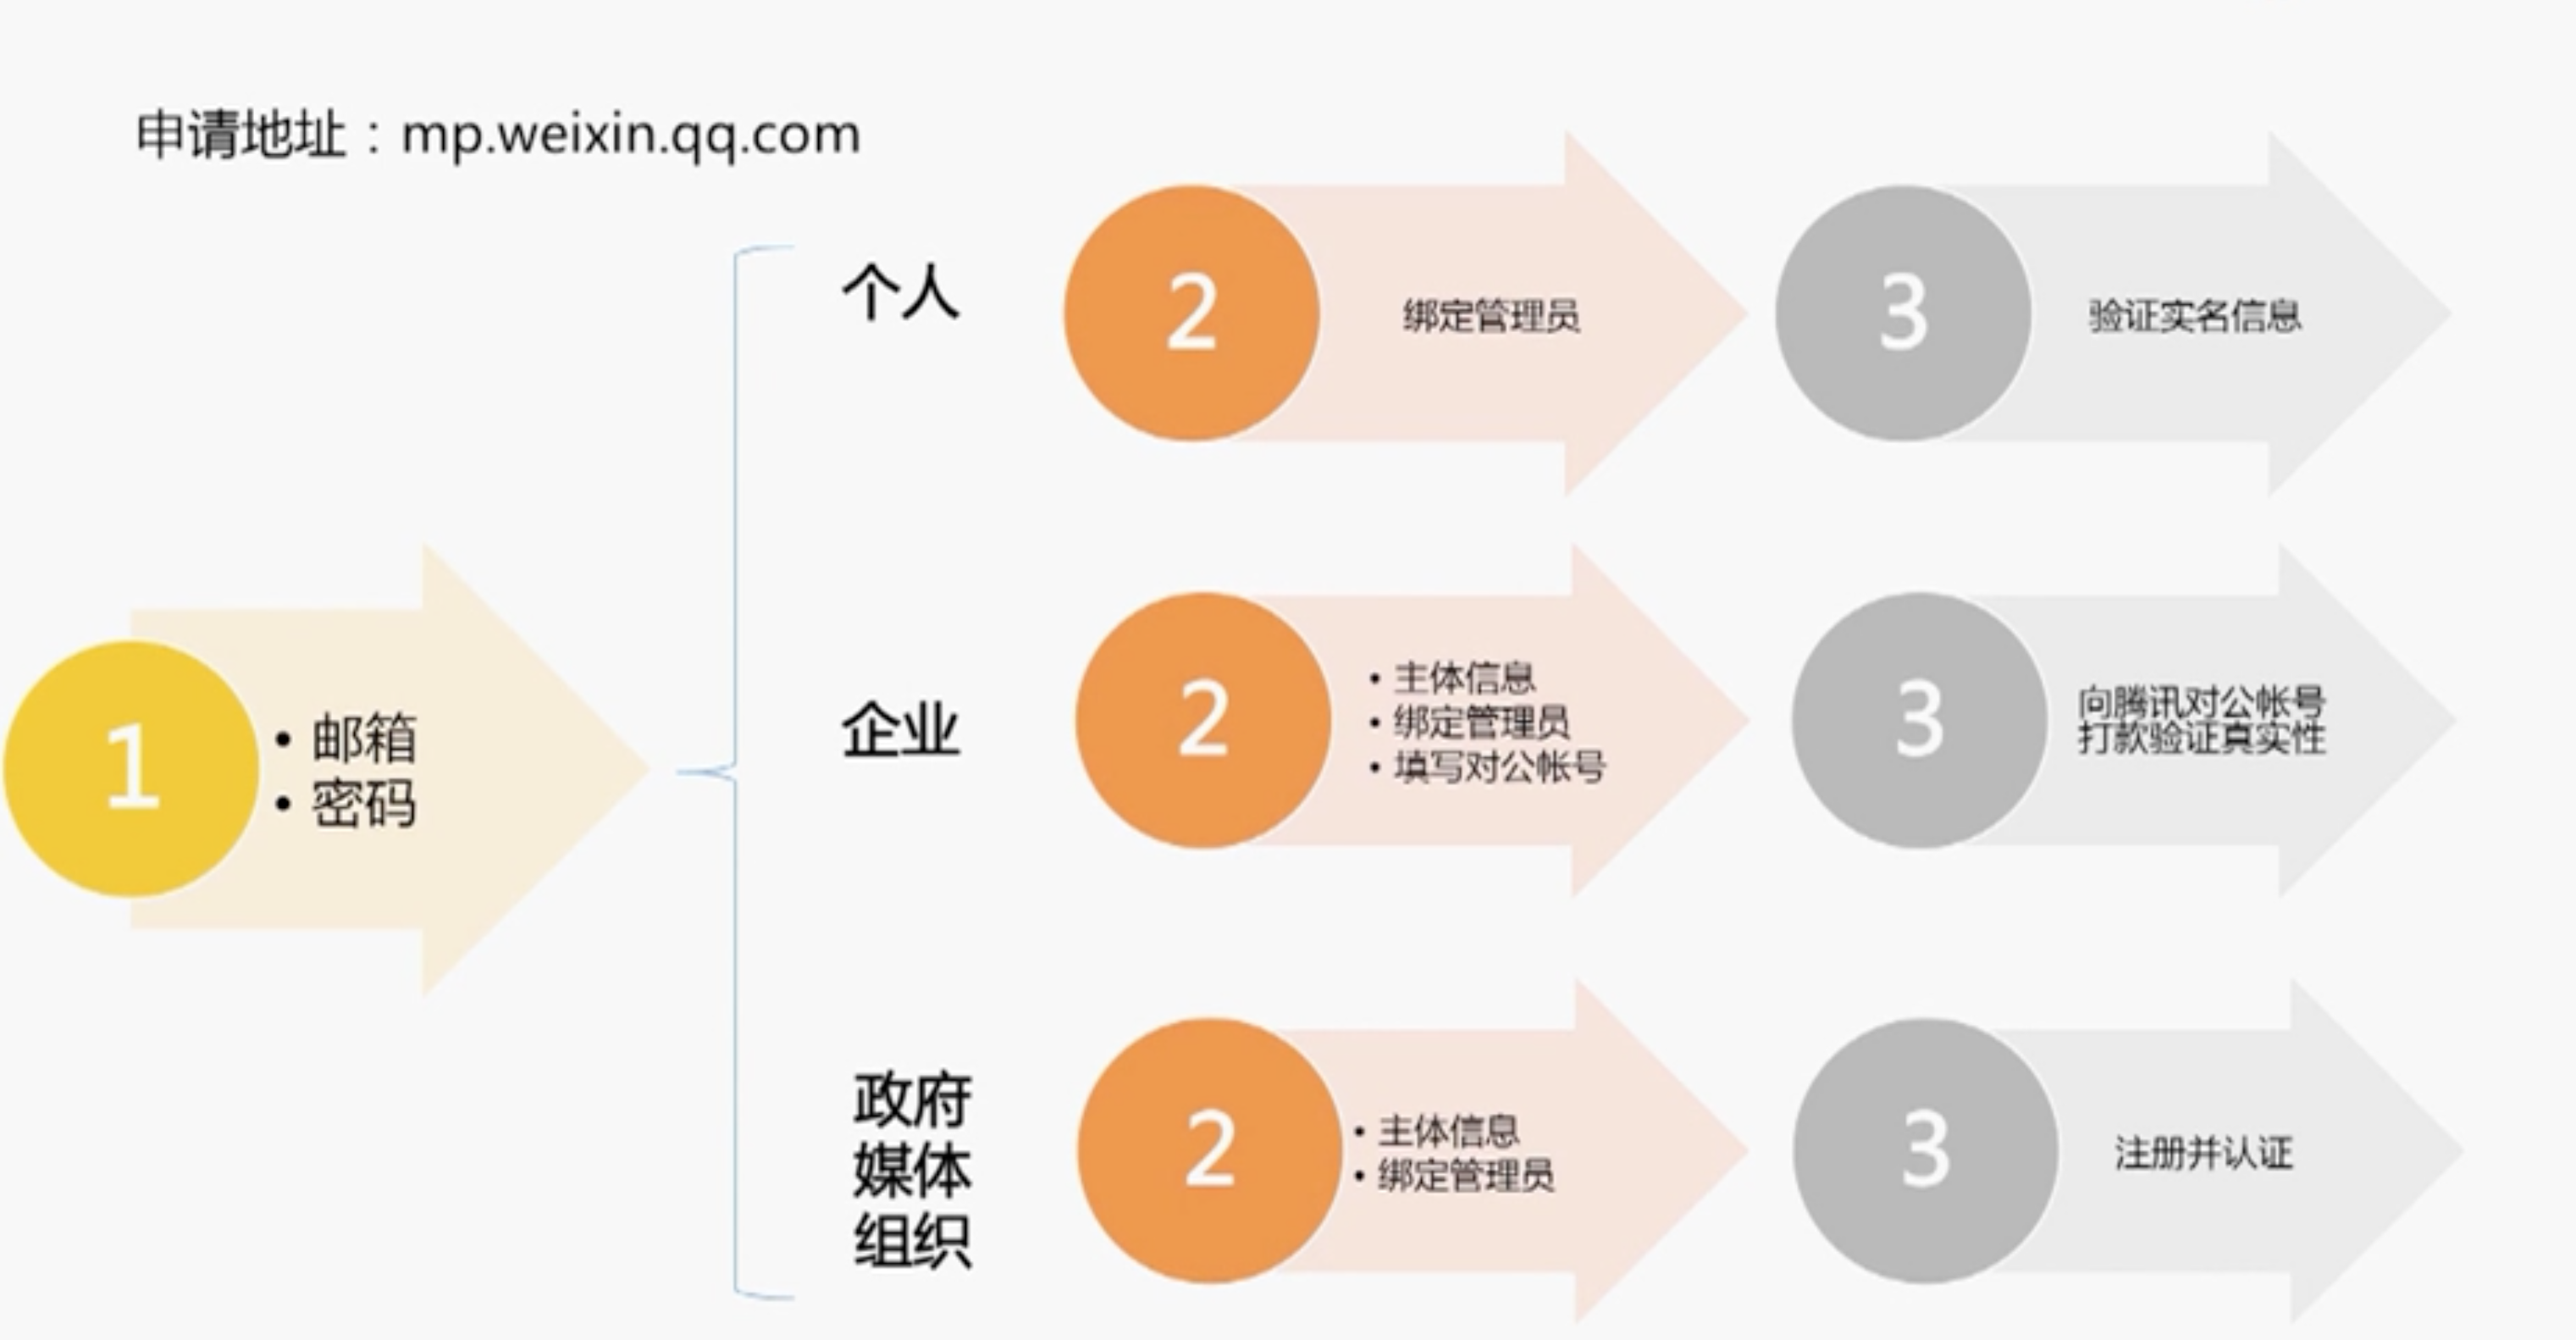 申请地址：mp.weixin.qq.com
1
• 邮箱
• 密码
个人
2
绑定管理员
3
验证实名信息
企业
2
• 主体信息
• 绑定管理员
• 填写对公帐号
3
向腾讯对公帐号
打款验证真实性
政府
媒体
组织
2
• 主体信息
• 绑定管理员
3
注册并认证